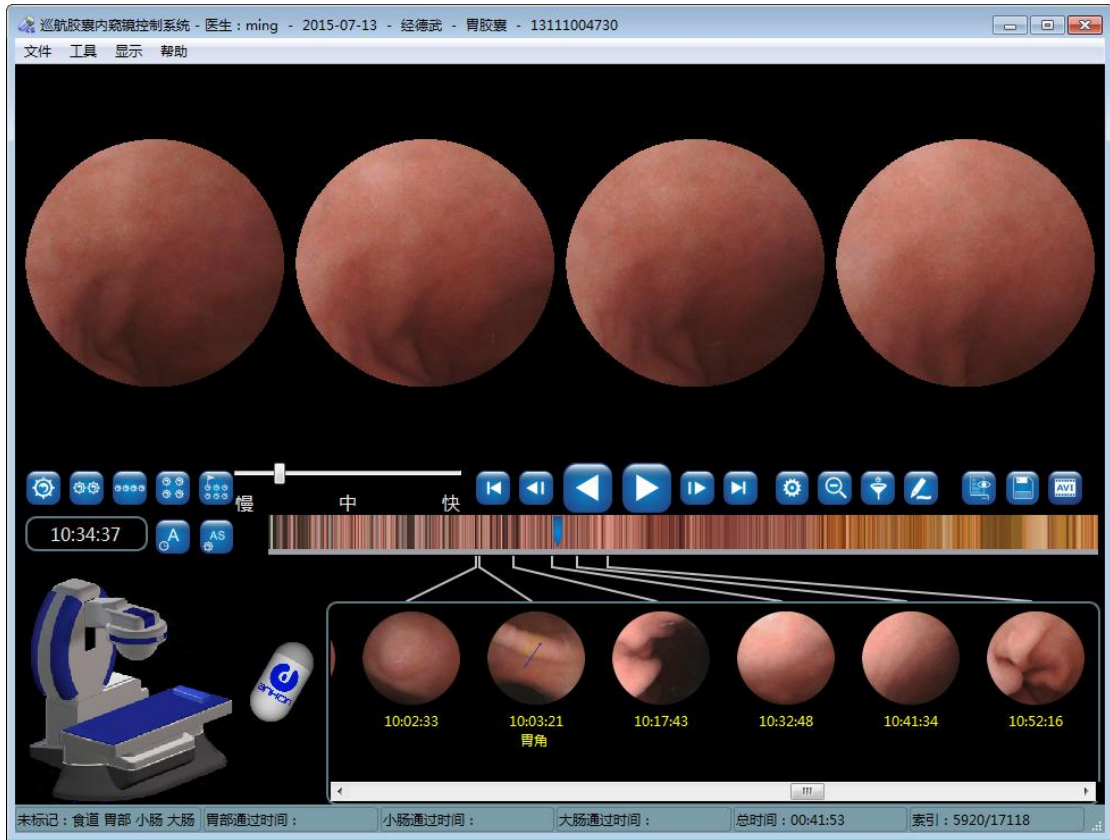 巡航胶囊内窥镜控制系统 - 医生：ming - 2015-07-13 - 经德武 - 胃胶囊 - 13111004730
文件 工具 显示 帮助
慢 中 快
AVI
10:34:37
A
AS
ANKON
10:02:33 10:03:21 10:17:43 10:32:48 10:41:34 10:52:16
胃角
未标记：食道 胃部 小肠 大肠 胃部通过时间： 小肠通过时间： 大肠通过时间： 总时间：00:41:53 索引：5920/17118